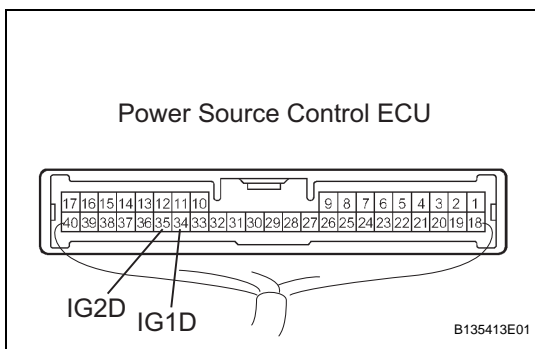 Power Source Control ECU
17 16 15 14 13 12 11 10 9 8 7 6 5 4 3 2 1
40 39 38 37 36 35 34 33 32 31 30 29 28 27 26 25 24 23 22 21 20 19 18
IG2D
IG1D
B135413E01